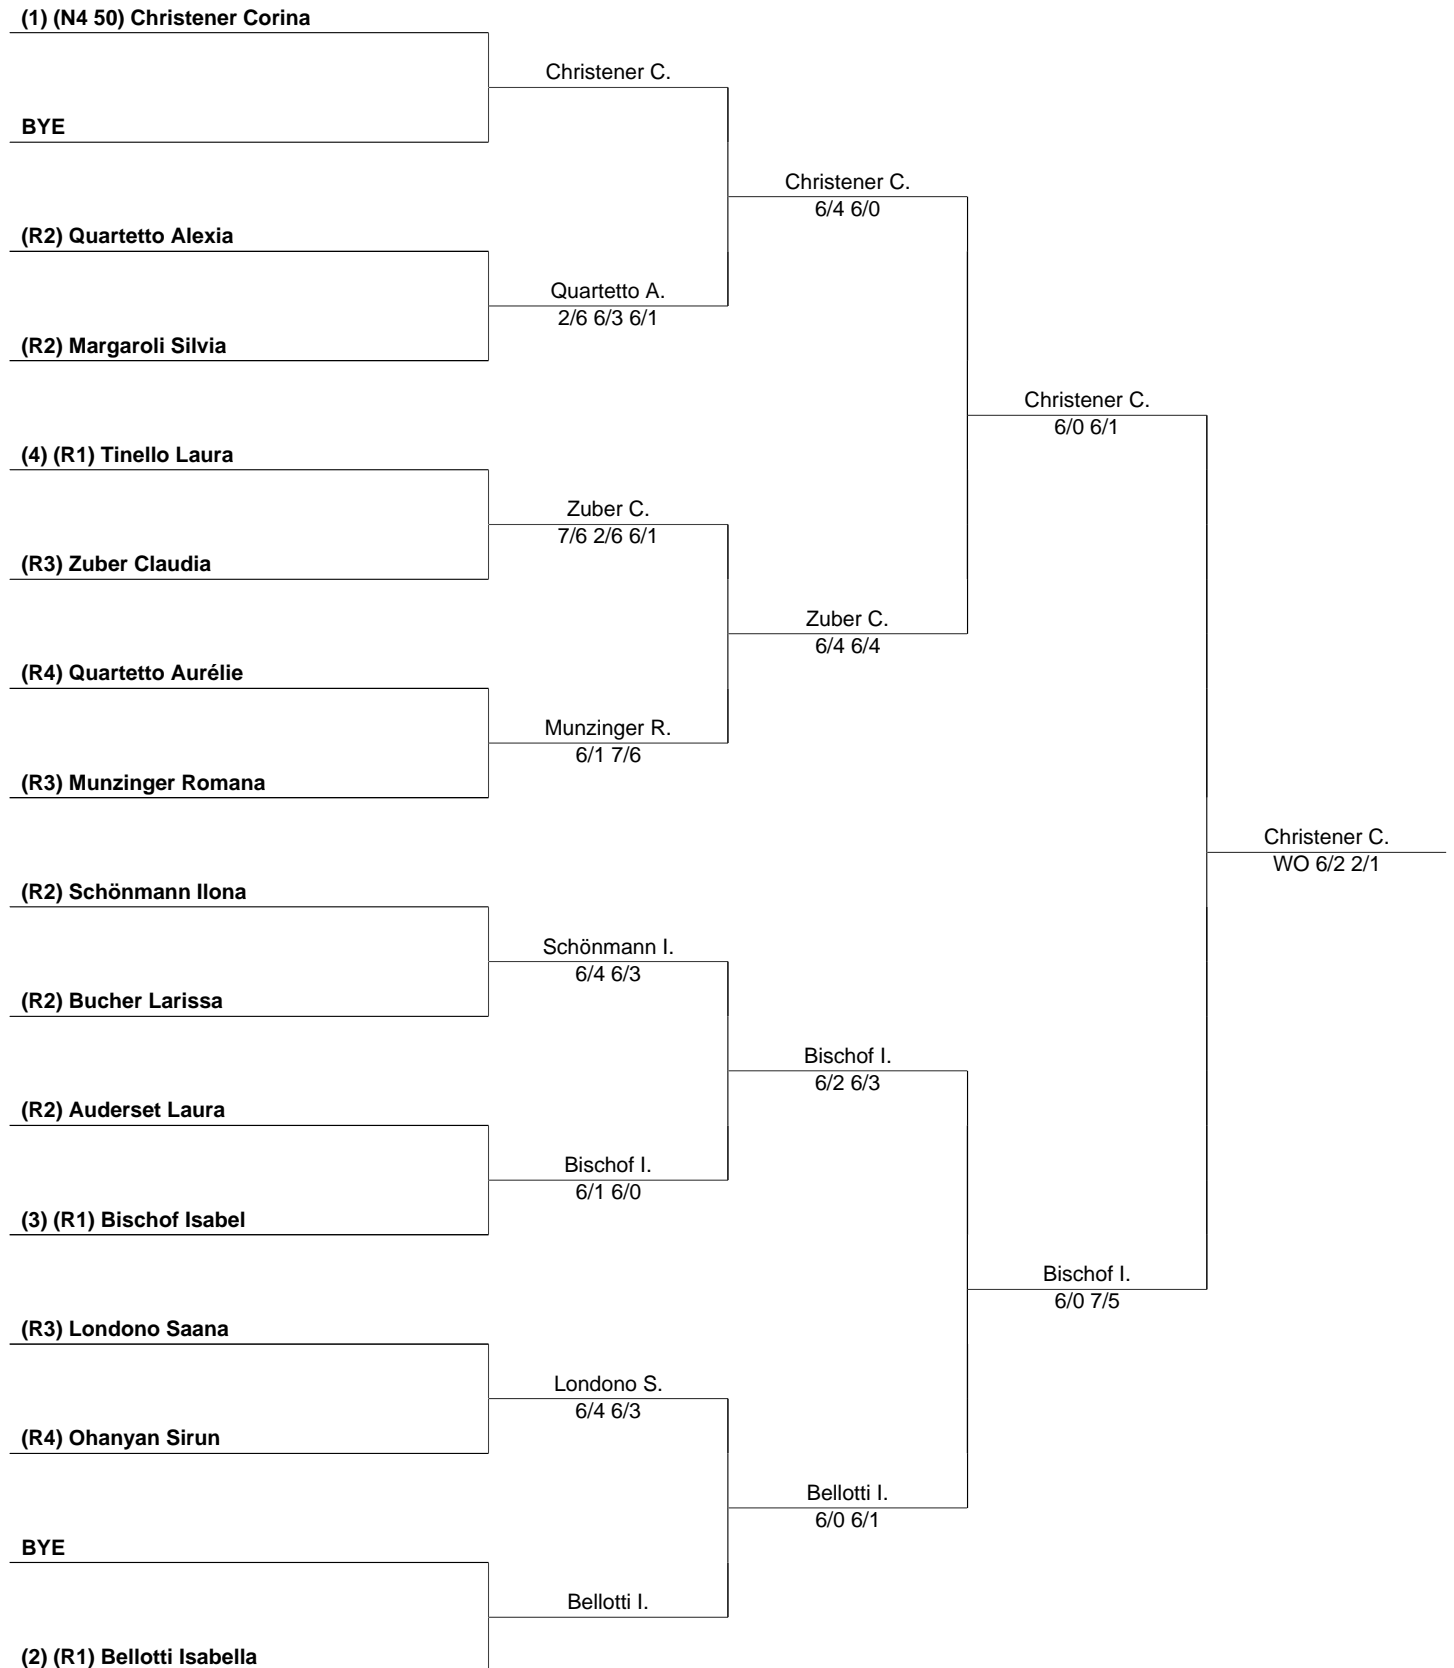 (1) (N4 50) Christener Corina
Christener C.
BYE
Christener C.
6/4 6/0
(R2) Quartetto Alexia
Quartetto A.
2/6 6/3 6/1
(R2) Margaroli Silvia
Christener C.
6/0 6/1
(4) (R1) Tinello Laura
Zuber C.
7/6 2/6 6/1
(R3) Zuber Claudia
Zuber C.
6/4 6/4
(R4) Quartetto Aurélie
Munzinger R.
6/1 7/6
(R3) Munzinger Romana
Christener C.
WO 6/2 2/1
(R2) Schönmann Ilona
Schönmann I.
6/4 6/3
(R2) Bucher Larissa
Bischof I.
6/2 6/3
(R2) Auderset Laura
Bischof I.
6/1 6/0
(3) (R1) Bischof Isabel
Bischof I.
6/0 7/5
(R3) Londono Saana
Londono S.
6/4 6/3
(R4) Ohanyan Sirun
Bellotti I.
6/0 6/1
BYE
Bellotti I.
(2) (R1) Bellotti Isabella